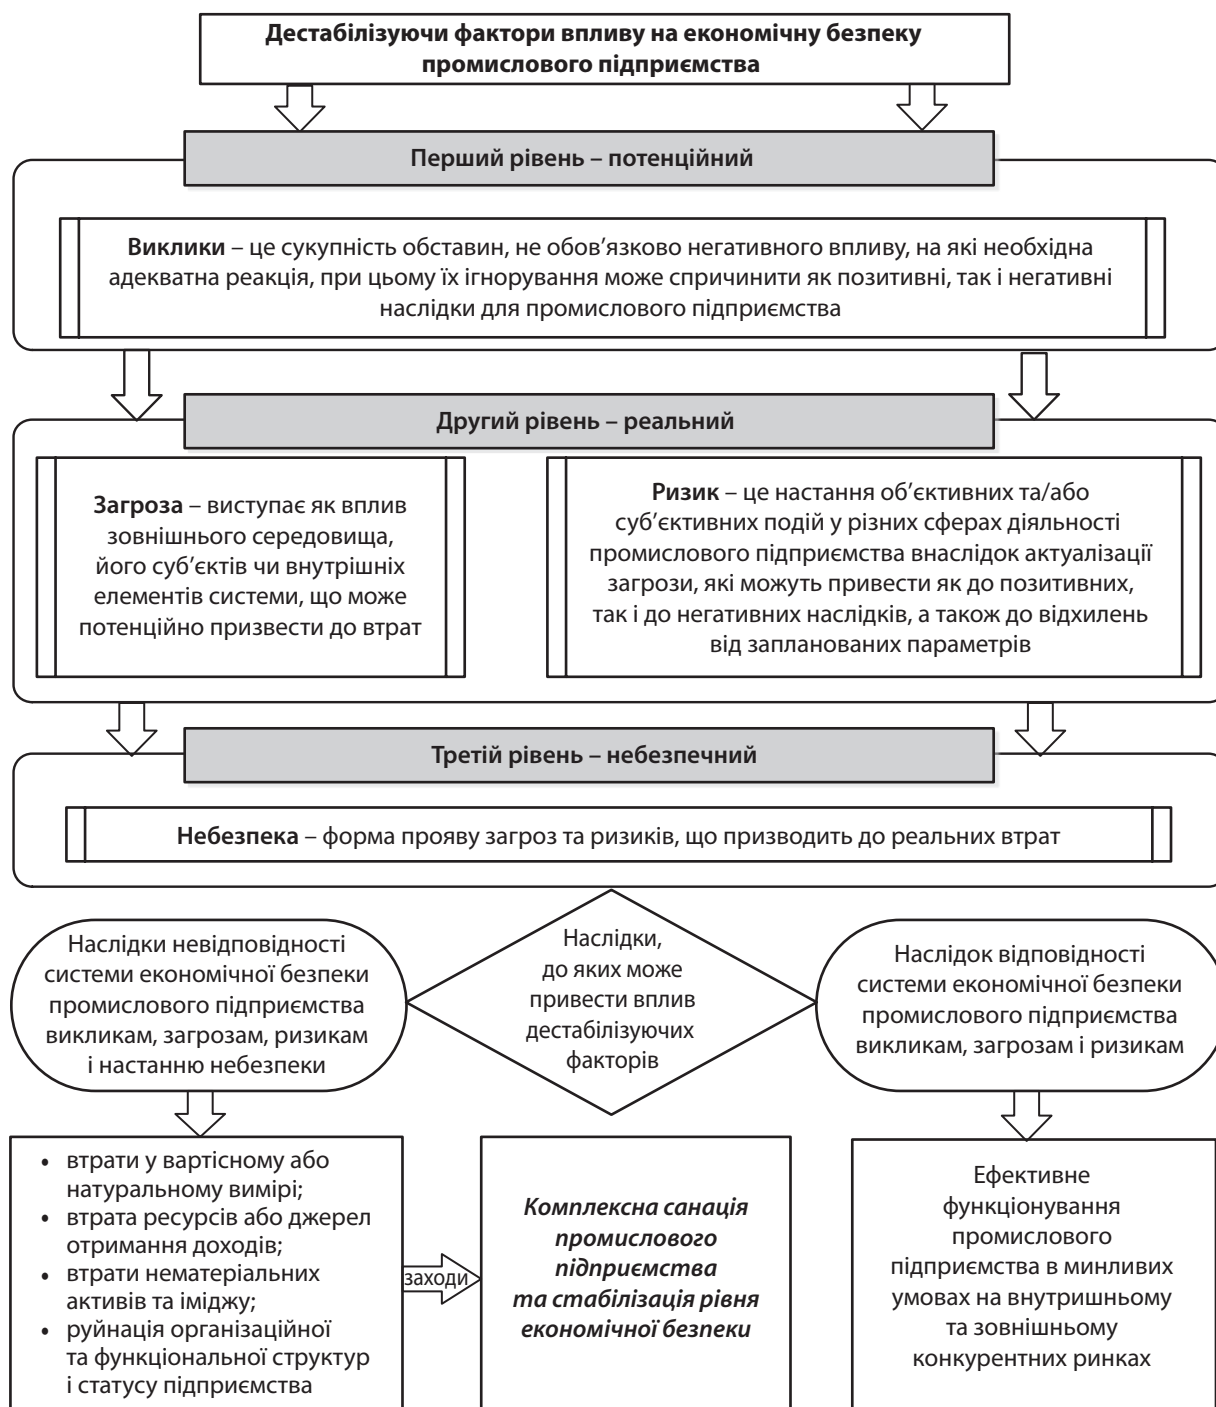 Дестабілізуючи фактори впливу на економічну безпеку
промислового підприємства
Перший рівень – потенційний
Виклики – це сукупність обставин, не обов’язково негативного впливу, на які необхідна
адекватна реакція, при цьому їх ігнорування може спричинити як позитивні, так і негативні
наслідки для промислового підприємства
Другий рівень – реальний
Загроза – виступає як вплив
зовнішнього середовища,
його суб’єктів чи внутрішніх
елементів системи, що може
потенційно призвести до втрат
Ризик – це настання об’єктивних та/або
суб’єктивних подій у різних сферах діяльності
промислового підприємства внаслідок актуалізації
загрози, які можуть привести як до позитивних,
так і до негативних наслідків, а також до відхилень
від запланованих параметрів
Третій рівень – небезпечний
Небезпека – форма прояву загроз та ризиків, що призводить до реальних втрат
Наслідки невідповідності
системи економічної безпеки
промислового підприємства
викликам, загрозам, ризикам
і настанню небезпеки
Наслідки,
до яких може
привести вплив
дестабілізуючих
факторів
Наслідок відповідності
системи економічної безпеки
промислового підприємства
викликам, загрозам і ризикам
• втрати у вартісному або
натуральному вимірі;
• втрата ресурсів або джерел
отримання доходів;
• втрати нематеріальних
активів та іміджу;
• руйнація організаційної
та функціональної структур
і статусу підприємства
заходи
Комплексна санація
промислового
підприємства
та стабілізація рівня
економічної безпеки
Ефективне
функціонування
промислового
підприємства в минливих
умовах на внутришньому
та зовнішньому
конкурентних ринках